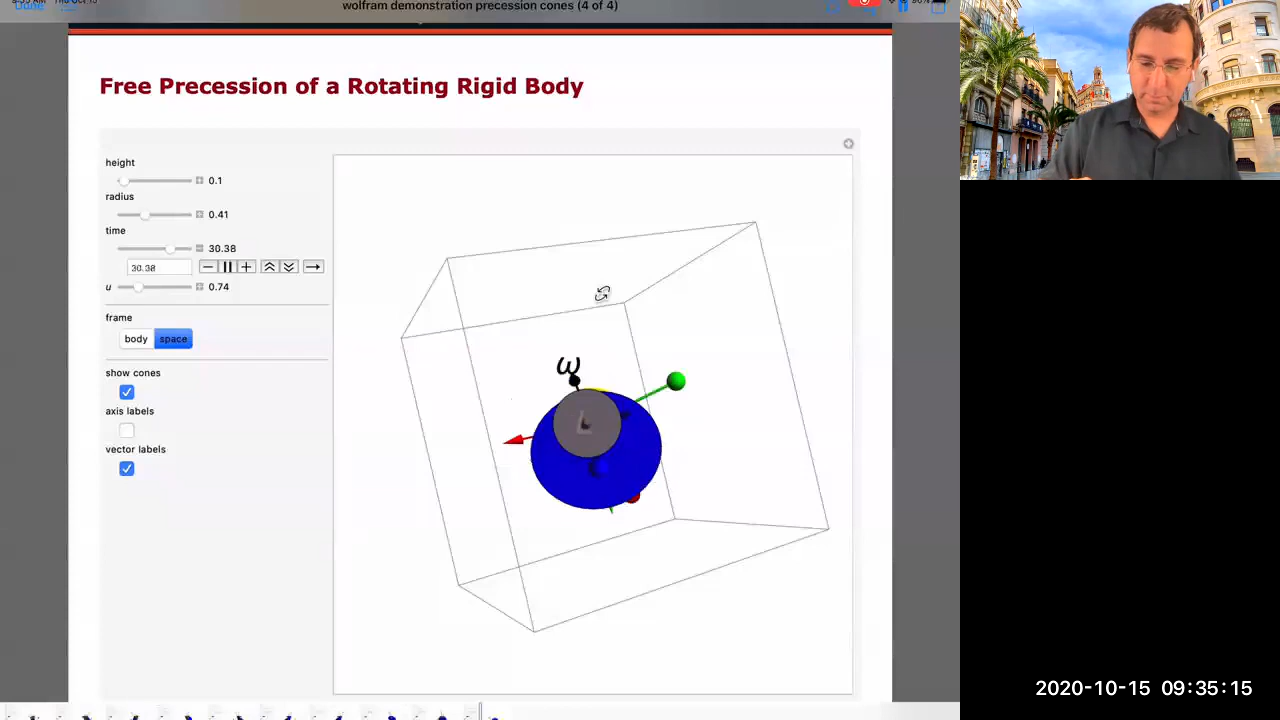 wolfram demonstration precession cones (4 of 4)
Free Precession of a Rotating Rigid Body
height
0.1
radius
0.41
time
30.38
30.38
u
0.74
frame
body space
show cones
axis labels
vector labels
ω
L
2020-10-15 09:35:15